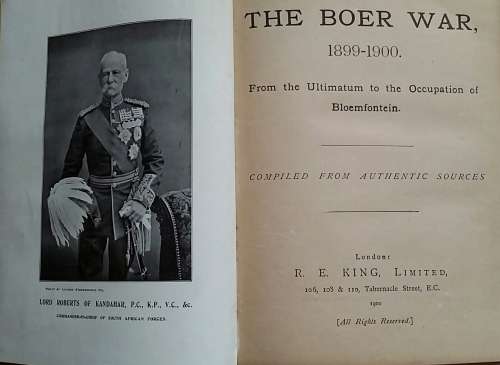 LORD ROBERTS OF KANDAHAR, P.C., K.P., V.C., &c.
COMMANDER-IN-CHIEF OF SOUTH AFRICAN FORCES.
THE BOER WAR,
1899-1900.
From the Ultimatum to the Occupation of
Bloemfontein.
COMPILED FROM AUTHENTIC SOURCES
London:
R. E. KING, LIMITED,
106, 108 & 110, Tabernacle Street, E.C.
1900
[All Rights Reserved.]